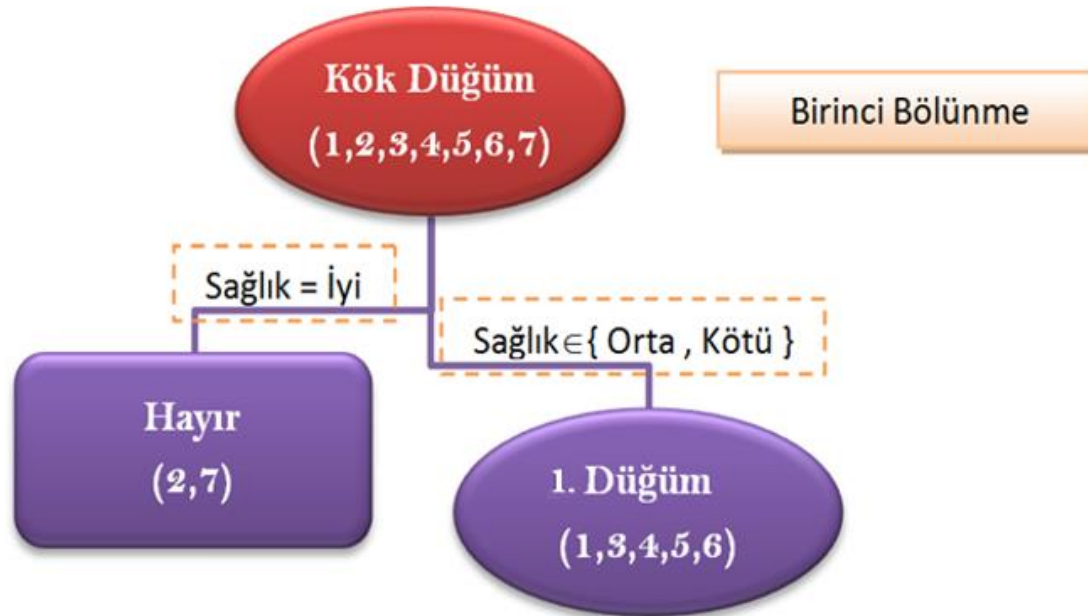 Kök Düğüm
(1,2,3,4,5,6,7)
Birinci Bölünme
Sağlık = İyi
Sağlık∈{ Orta , Kötü }
Hayır
(2,7)
1. Düğüm
(1,3,4,5,6)